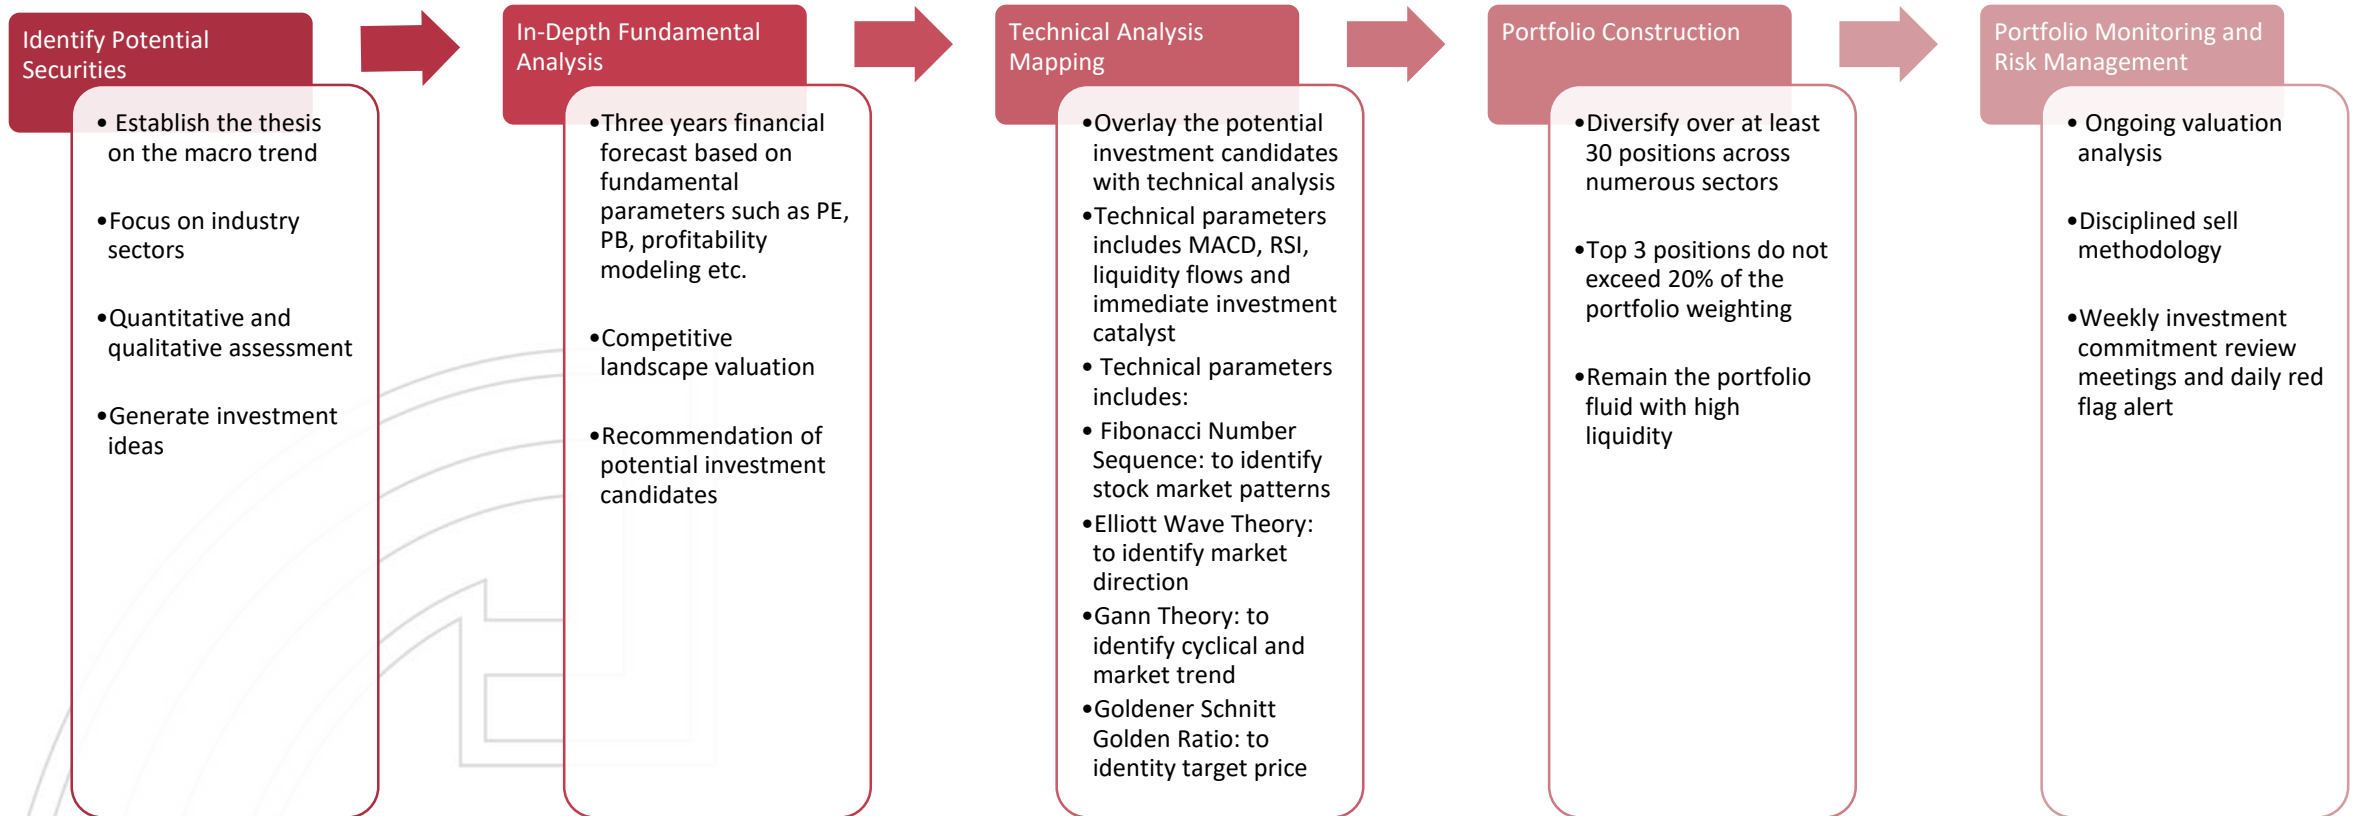 Identify Potential
Securities
• Establish the thesis
on the macro trend
•Focus on industry
sectors
•Quantitative and
qualitative assessment
•Generate investment
ideas
In-Depth Fundamental
Analysis
•Three years financial
forecast based on
fundamental
parameters such as PE,
PB, profitability
modeling etc.
•Competitive
landscape valuation
•Recommendation of
potential investment
candidates
Technical Analysis
Mapping
•Overlay the potential
investment candidates
with technical analysis
•Technical parameters
includes MACD, RSI,
liquidity flows and
immediate investment
catalyst
• Technical parameters
includes:
• Fibonacci Number
Sequence: to identify
stock market patterns
•Elliott Wave Theory:
to identify market
direction
•Gann Theory: to
identify cyclical and
market trend
•Goldener Schnitt
Golden Ratio: to
identity target price
Portfolio Construction
•Diversify over at least
30 positions across
numerous sectors
•Top 3 positions do not
exceed 20% of the
portfolio weighting
•Remain the portfolio
fluid with high
liquidity
Portfolio Monitoring and
Risk Management
• Ongoing valuation
analysis
•Disciplined sell
methodology
•Weekly investment
commitment review
meetings and daily red
flag alert